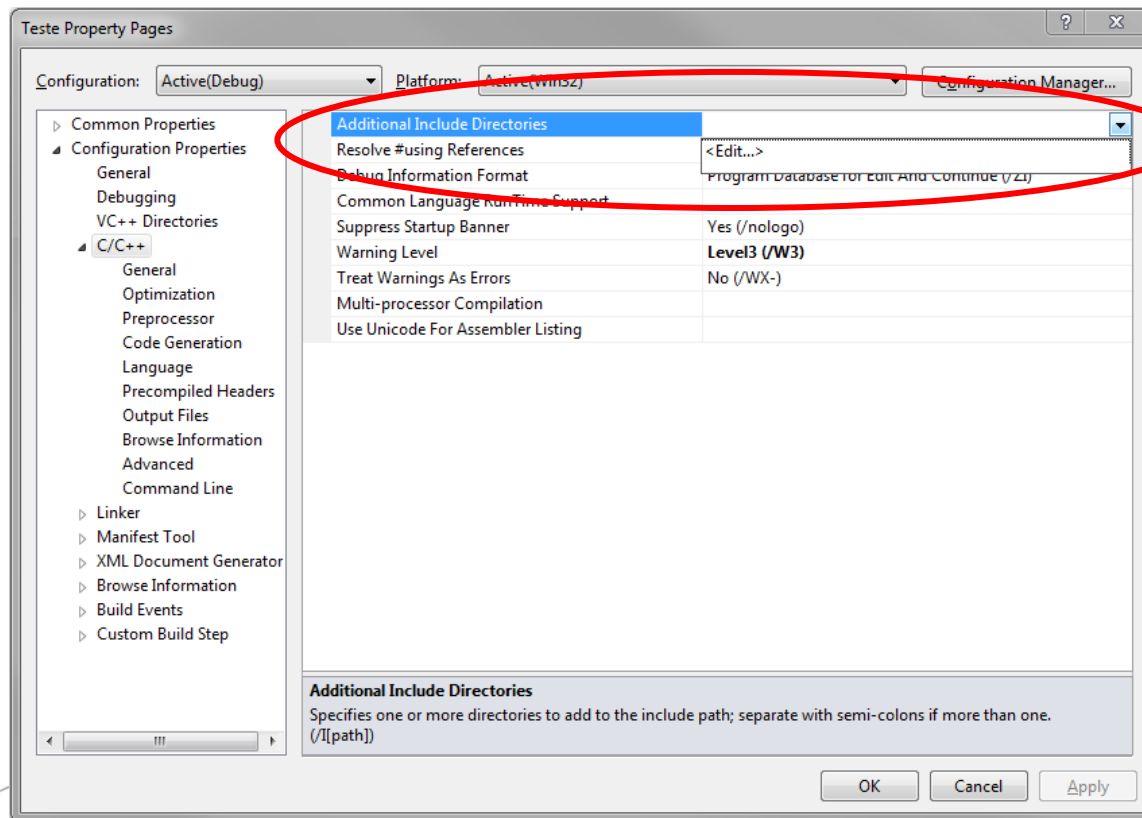 Teste Property Pages
Configuration: Active(Debug) Platform: Active(Win32) Configuration Manager...
Common Properties
Configuration Properties
General
Debugging
VC++ Directories
C/C++
General
Optimization
Preprocessor
Code Generation
Language
Precompiled Headers
Output Files
Browse Information
Advanced
Command Line
Linker
Manifest Tool
XML Document Generator
Browse Information
Build Events
Custom Build Step
Additional Include Directories
<Edit...>
Resolve #using References
Debug Information Format Program Database for Edit And Continue (/ZI)
Common Language RunTime Support
Suppress Startup Banner Yes (/nologo)
Warning Level Level3 (/W3)
Treat Warnings As Errors No (/WX-)
Multi-processor Compilation
Use Unicode For Assembler Listing
Additional Include Directories
Specifies one or more directories to add to the include path; separate with semi-colons if more than one.
(/I[path])
OK Cancel Apply